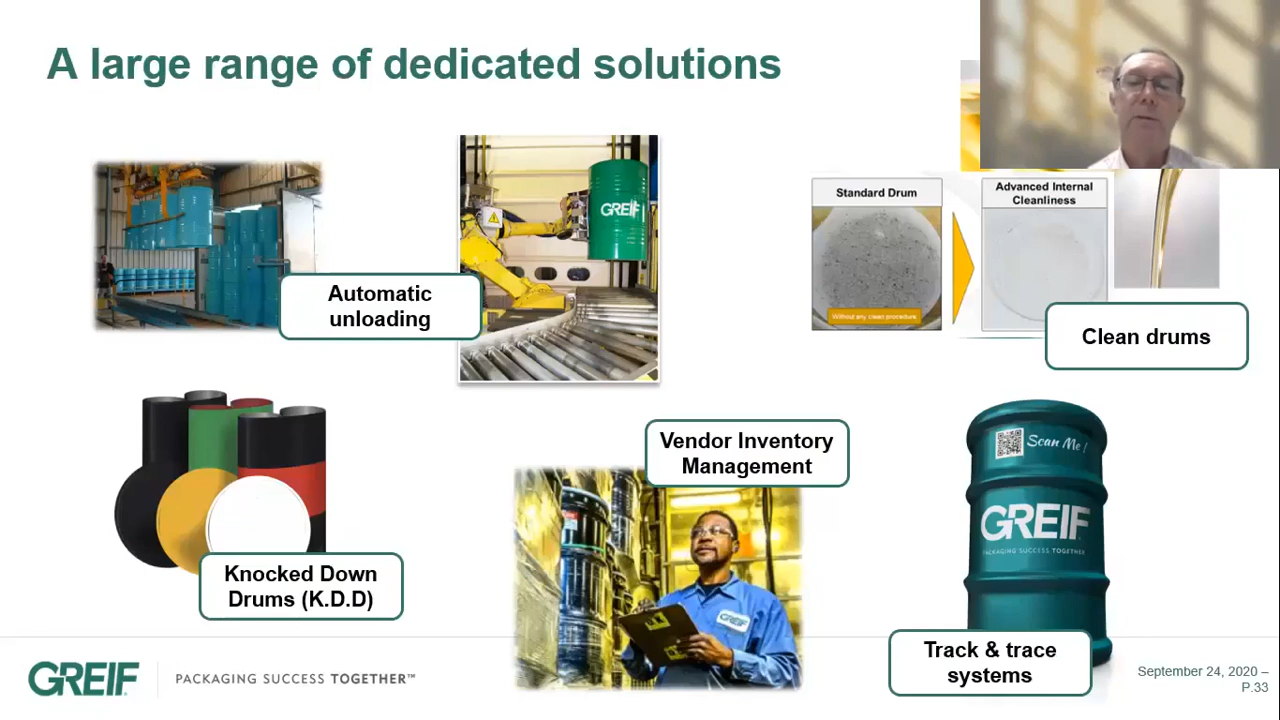 A large range of dedicated solutions
GREIF
Automatic
unloading
Standard Drum
Without any clean procedure
Advanced Internal
Cleanliness
Clean drums
Knocked Down
Drums (K.D.D)
Vendor Inventory
Management
GREIF
Scan Me !
GREIF
PACKAGING SUCCESS TOGETHER™
Track & trace
systems
GREIF
PACKAGING SUCCESS TOGETHER™
September 24, 2020 –
P.33